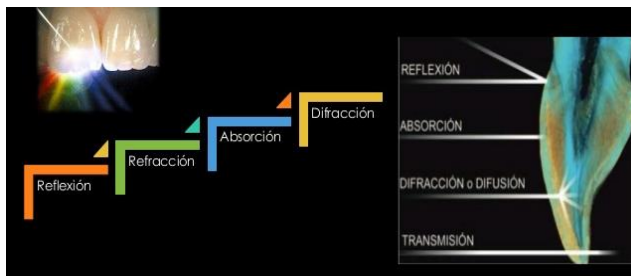 Reflexión
Refracción
Absorción
Difracción
REFLEXIÓN
ABSORCIÓN
DIFRACCIÓN o DIFUSIÓN
TRANSMISIÓN